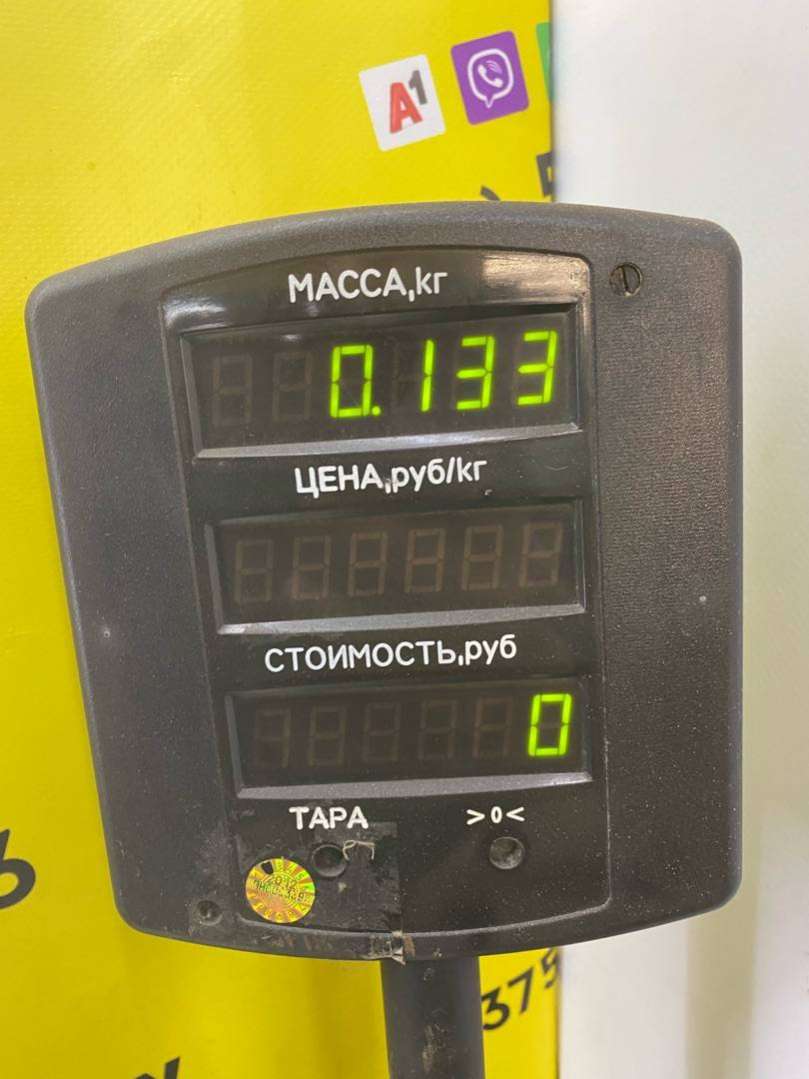 A1
МАССА,кг
0.133
ЦЕНА,руб/кг
СТОИМОСТЬ,руб
0
ТАРА
>0<
375